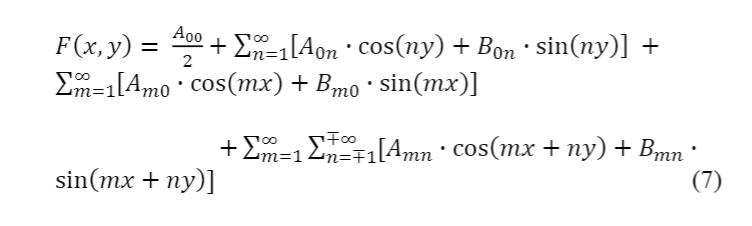 F(x, y) = A₀₀/2 + ∑ₙ₌₁^∞[A₀ₙ · cos(ny) + B₀ₙ · sin(ny)] +
∑ₘ₌₁^∞[Aₘ₀ · cos(mx) + Bₘ₀ · sin(mx)]
+ ∑ₘ₌₁^∞ ∑ₙ₌∓₁^∓∞[Aₘₙ · cos(mx + ny) + Bₘₙ ·
sin(mx + ny)] (7)